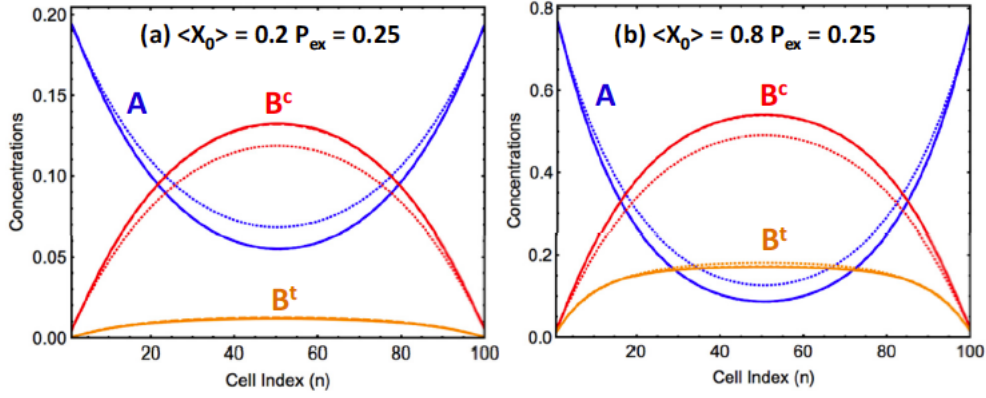 (a) <X₀> = 0.2 P_ex = 0.25
A
Bᶜ
Bᵗ
Concentrations
0.20
0.15
0.10
0.05
0.00
20
40
60
80
100
Cell Index (n)
(b) <X₀> = 0.8 P_ex = 0.25
A
Bᶜ
Bᵗ
Concentrations
0.8
0.6
0.4
0.2
0.0
20
40
60
80
100
Cell Index (n)